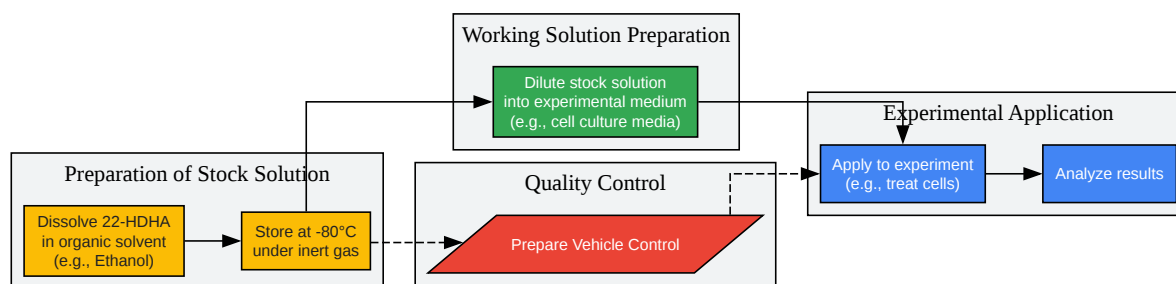 Working Solution Preparation
Dilute stock solution
into experimental medium
(e.g., cell culture media)
Experimental Application
Apply to experiment
(e.g., treat cells)
Analyze results
Preparation of Stock Solution
Dissolve 22-HDHA
in organic solvent
(e.g., Ethanol)
Store at -80°C
under inert gas
Quality Control
Prepare Vehicle Control